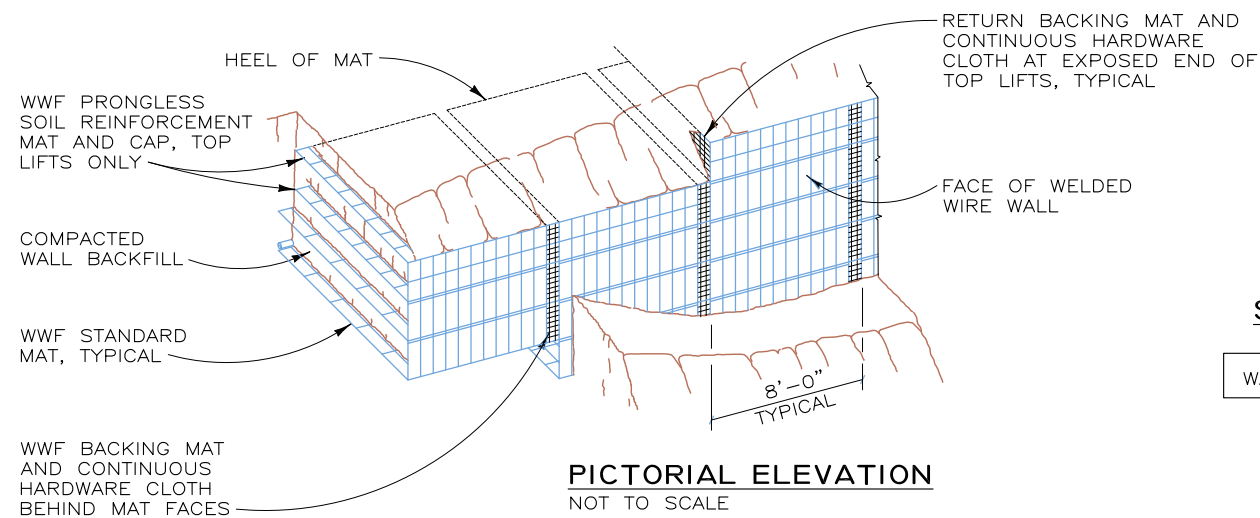 HEEL OF MAT
WWF PRONGLESS
SOIL REINFORCEMENT
MAT AND CAP, TOP
LIFTS ONLY
COMPACTED
WALL BACKFILL
WWF STANDARD
MAT, TYPICAL
WWF BACKING MAT
AND CONTINUOUS
HARDWARE CLOTH
BEHIND MAT FACES
RETURN BACKING MAT AND
CONTINUOUS HARDWARE
CLOTH AT EXPOSED END OF
TOP LIFTS, TYPICAL
FACE OF WELDED
WIRE WALL
8'-0"
TYPICAL
PICTORIAL ELEVATION
NOT TO SCALE